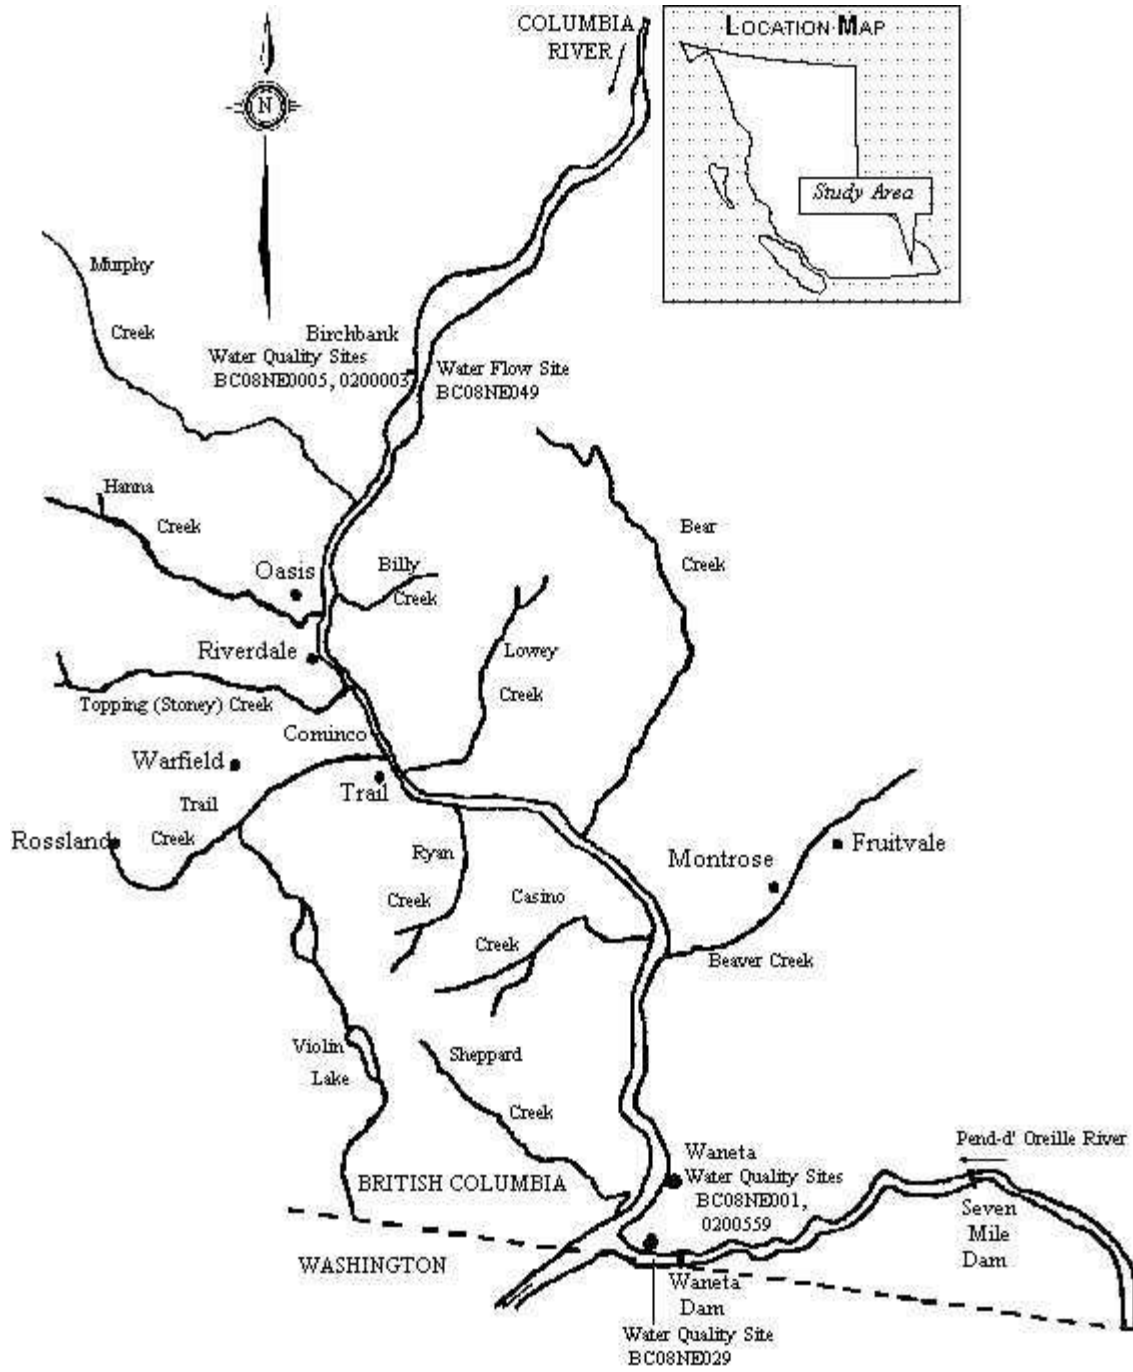 COLUMBIA
RIVER
LOCATION MAP
Study Area
N
Murphy
Creek
Birchbank
Water Quality Sites
BC08NE0005, 0200003
Water Flow Site
BC08NE049
Hanna
Creek
Oasis
Billy
Creek
Bear
Creek
Riverdale
Lowey
Creek
Topping (Stoney) Creek
Cominco
Warfield
Trail
Trail
Creek
Rossland
Ryan
Creek
Casino
Creek
Montrose
Fruitvale
Beaver Creek
Violin
Lake
Sheppard
Creek
Pend-d' Oreille River
Waneta
Water Quality Sites
BC08NE001,
0200559
BRITISH COLUMBIA
Seven
Mile
Dam
WASHINGTON
Waneta
Dam
Water Quality Site
BC08NE029